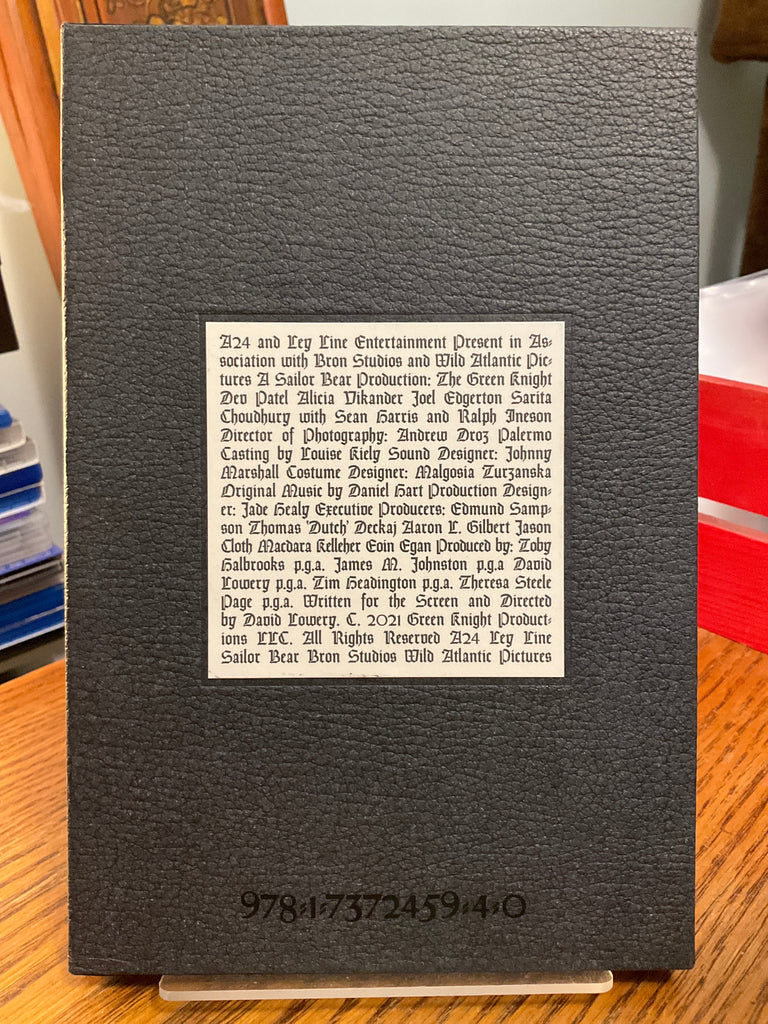 A24 and Ley Line Entertainment Present in As-
sociation with Bron Studios and Wild Atlantic Pic-
tures A Sailor Bear Production: The Green Knight
Dev Patel Alicia Vikander Joel Edgerton Sarita
Choudhury with Sean Harris and Ralph Ineson
Director of Photography: Andrew Droz Palermo
Casting by Louise Kiely Sound Designer: Johnny
Marshall Costume Designer: Malgosia Turzanska
Original Music by Daniel Hart Production Design-
er: Jade Healy Executive Producers: Edmund Samp-
son Thomas 'Dutch' Deckaj Aaron L. Gilbert Jason
Cloth Macdara Kelleher Eoin Egan Produced by: Toby
Halbrooks p.g.a. James M. Johnston p.g.a David
Lowery p.g.a. Tim Headington p.g.a. Theresa Steele
Page p.g.a. Written for the Screen and Directed
by David Lowery. C. 2021 Green Knight Product-
ions LLC. All Rights Reserved A24 Ley Line
Sailor Bear Bron Studios Wild Atlantic Pictures
978-1-7372459-4-0